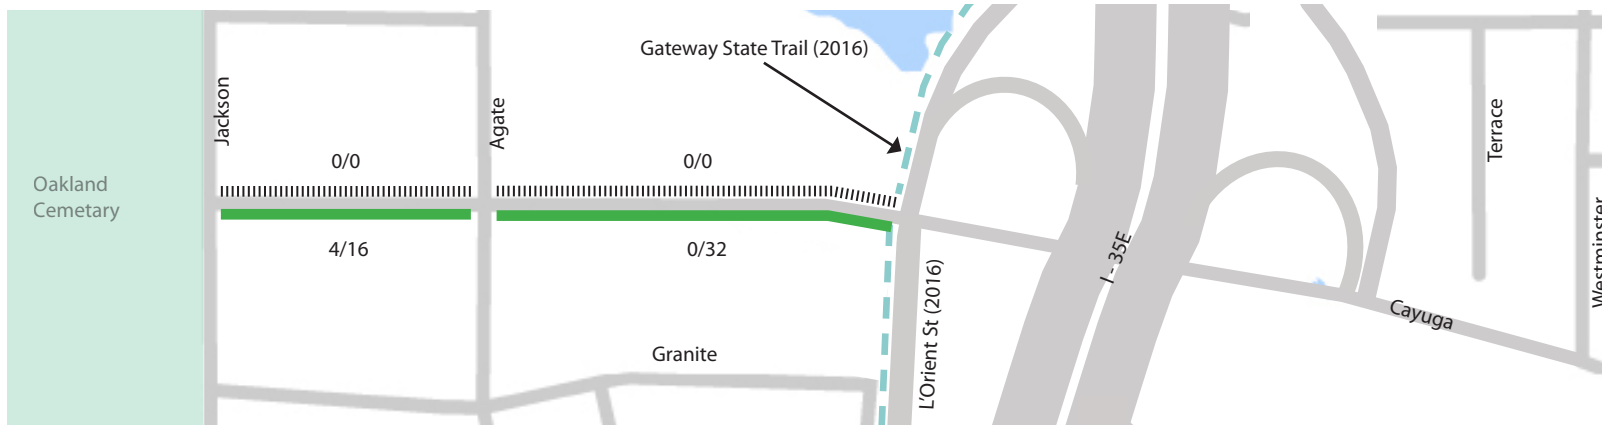 Gateway State Trail (2016)
Jackson
Agate
Terrace
0/0
0/0
Oakland
Cemetary
Westminster
4/16
0/32
I - 35E
L'Orient St (2016)
Cayuga
Granite